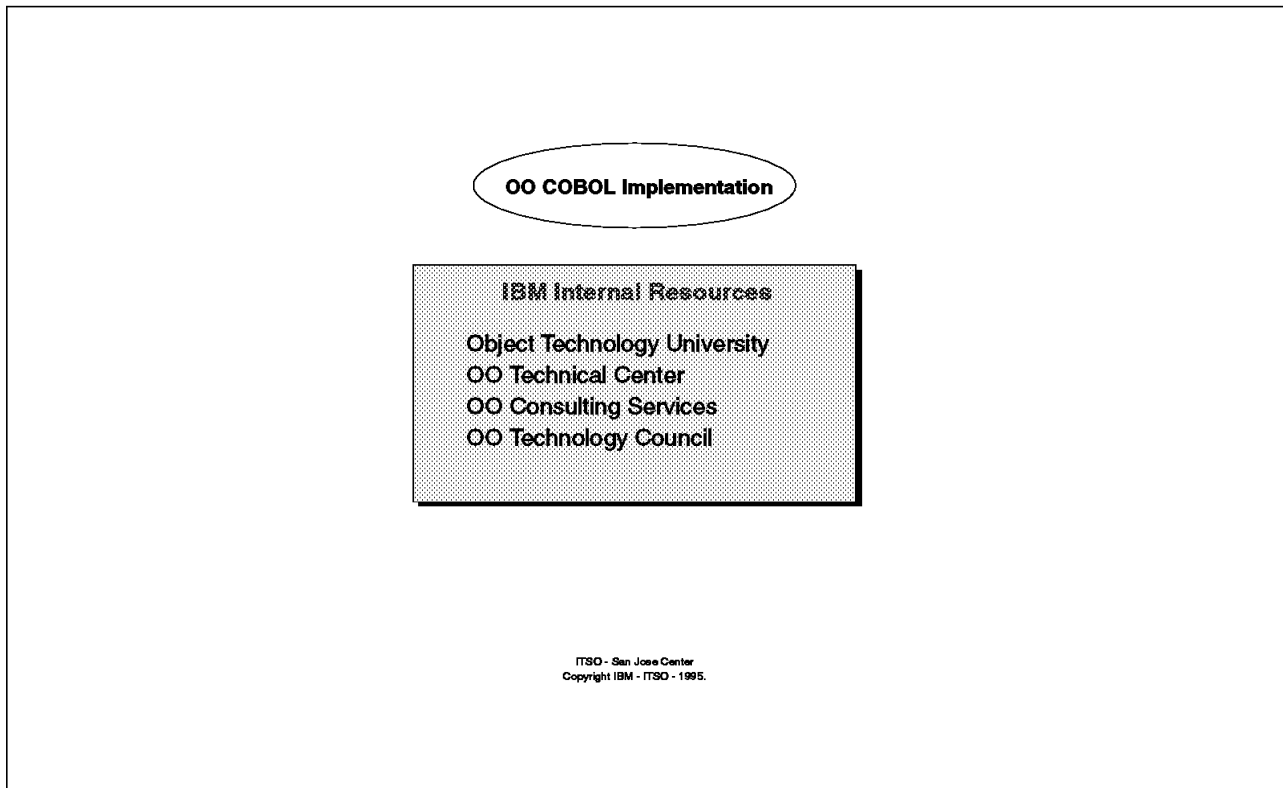 OO COBOL Implementation
IBM Internal Resources
Object Technology University
OO Technical Center
OO Consulting Services
OO Technology Council
ITSO - San Jose Center
Copyright IBM - ITSO - 1995.